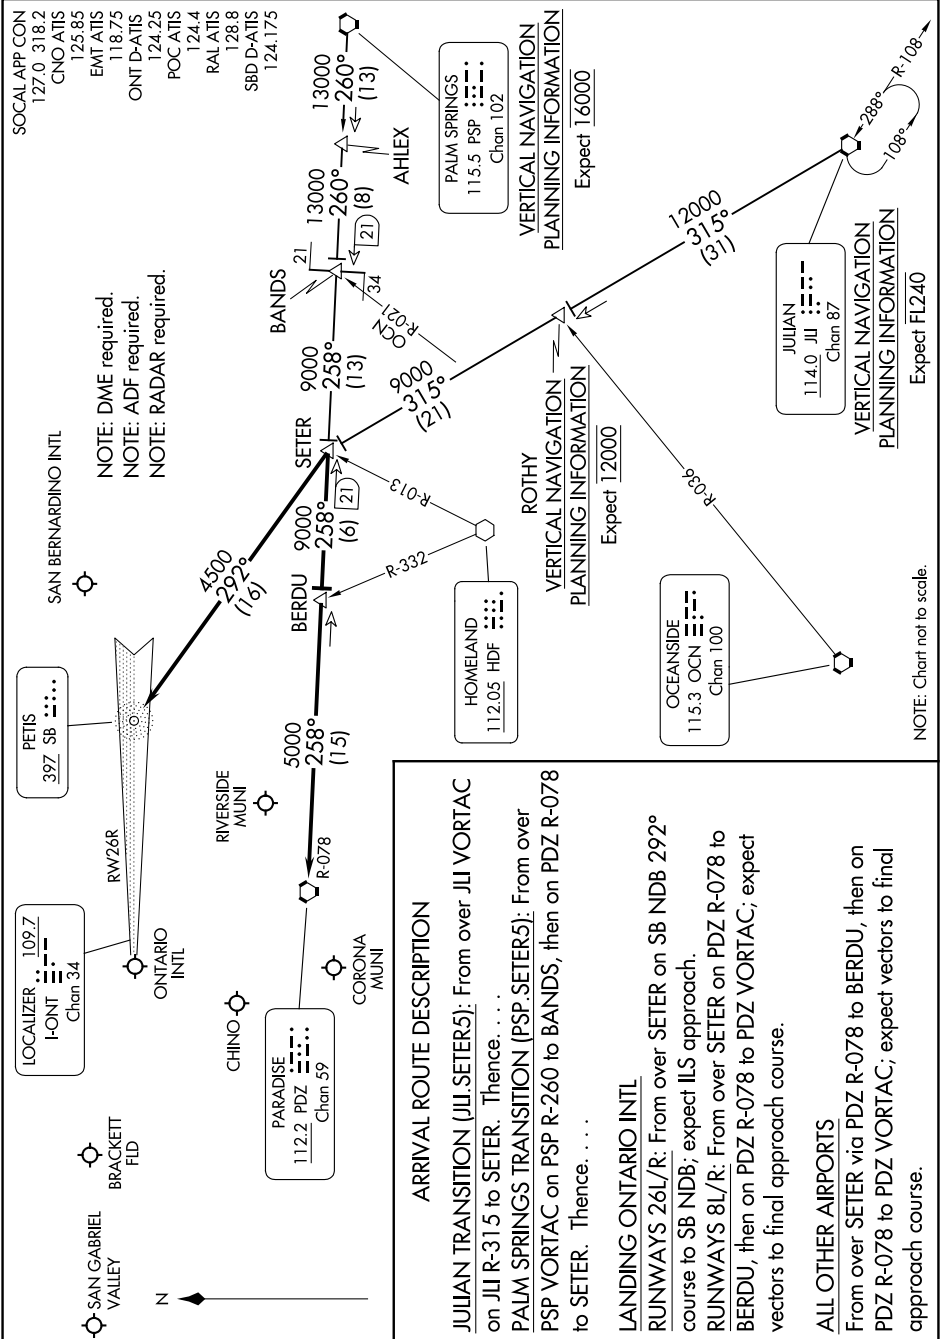 SOCAL APP CON
127.0 318.2
CNO ATIS
125.85
EMT ATIS
118.75
ONT D-ATIS
124.25
POC ATIS
124.4
RAL ATIS
128.8
SBD D-ATIS
124.175
NOTE: DME required.
NOTE: ADF required.
NOTE: RADAR required.
SAN BERNARDINO INTL
PETIS
397 SB
LOCALIZER 109.7
I-ONT
Chan 34
RW26R
ONTARIO
INTL
BRACKETT
FLD
SAN GABRIEL
VALLEY
N
CHINO
RIVERSIDE
MUNI
CORONA
MUNI
PARADISE
112.2 PDZ
Chan 59
R-078
5000
258°
(15)
BERDU
9000
258°
(6)
21
4500
292°
(16)
SETER
9000
258°
(13)
BANDS
21
34
21
13000
260°
(8)
AHLEX
13000
260°
(13)
PALM SPRINGS
115.5 PSP
Chan 102
VERTICAL NAVIGATION
PLANNING INFORMATION
Expect 16000
OCN
R-021
9000
315°
(21)
R-013
R-332
HOMELAND
112.05 HDF
ROTHY
VERTICAL NAVIGATION
PLANNING INFORMATION
Expect 12000
12000
315°
(31)
R-036
OCEANSIDE
115.3 OCN
Chan 100
JULIAN
114.0 JLI
Chan 87
VERTICAL NAVIGATION
PLANNING INFORMATION
Expect FL240
288°
R-108
108°
NOTE: Chart not to scale.
ARRIVAL ROUTE DESCRIPTION
JULIAN TRANSITION (JLI.SETER5): From over JLI VORTAC
on JLI R-315 to SETER. Thence. . . .
PALM SPRINGS TRANSITION (PSP.SETER5): From over
PSP VORTAC on PSP R-260 to BANDS, then on PDZ R-078
to SETER. Thence. . . .
LANDING ONTARIO INTL
RUNWAYS 26L/R: From over SETER on SB NDB 292°
course to SB NDB; expect ILS approach.
RUNWAYS 8L/R: From over SETER on PDZ R-078 to
BERDU, then on PDZ R-078 to PDZ VORTAC; expect
vectors to final approach course.
ALL OTHER AIRPORTS
From over SETER via PDZ R-078 to BERDU, then on
PDZ R-078 to PDZ VORTAC; expect vectors to final
approach course.